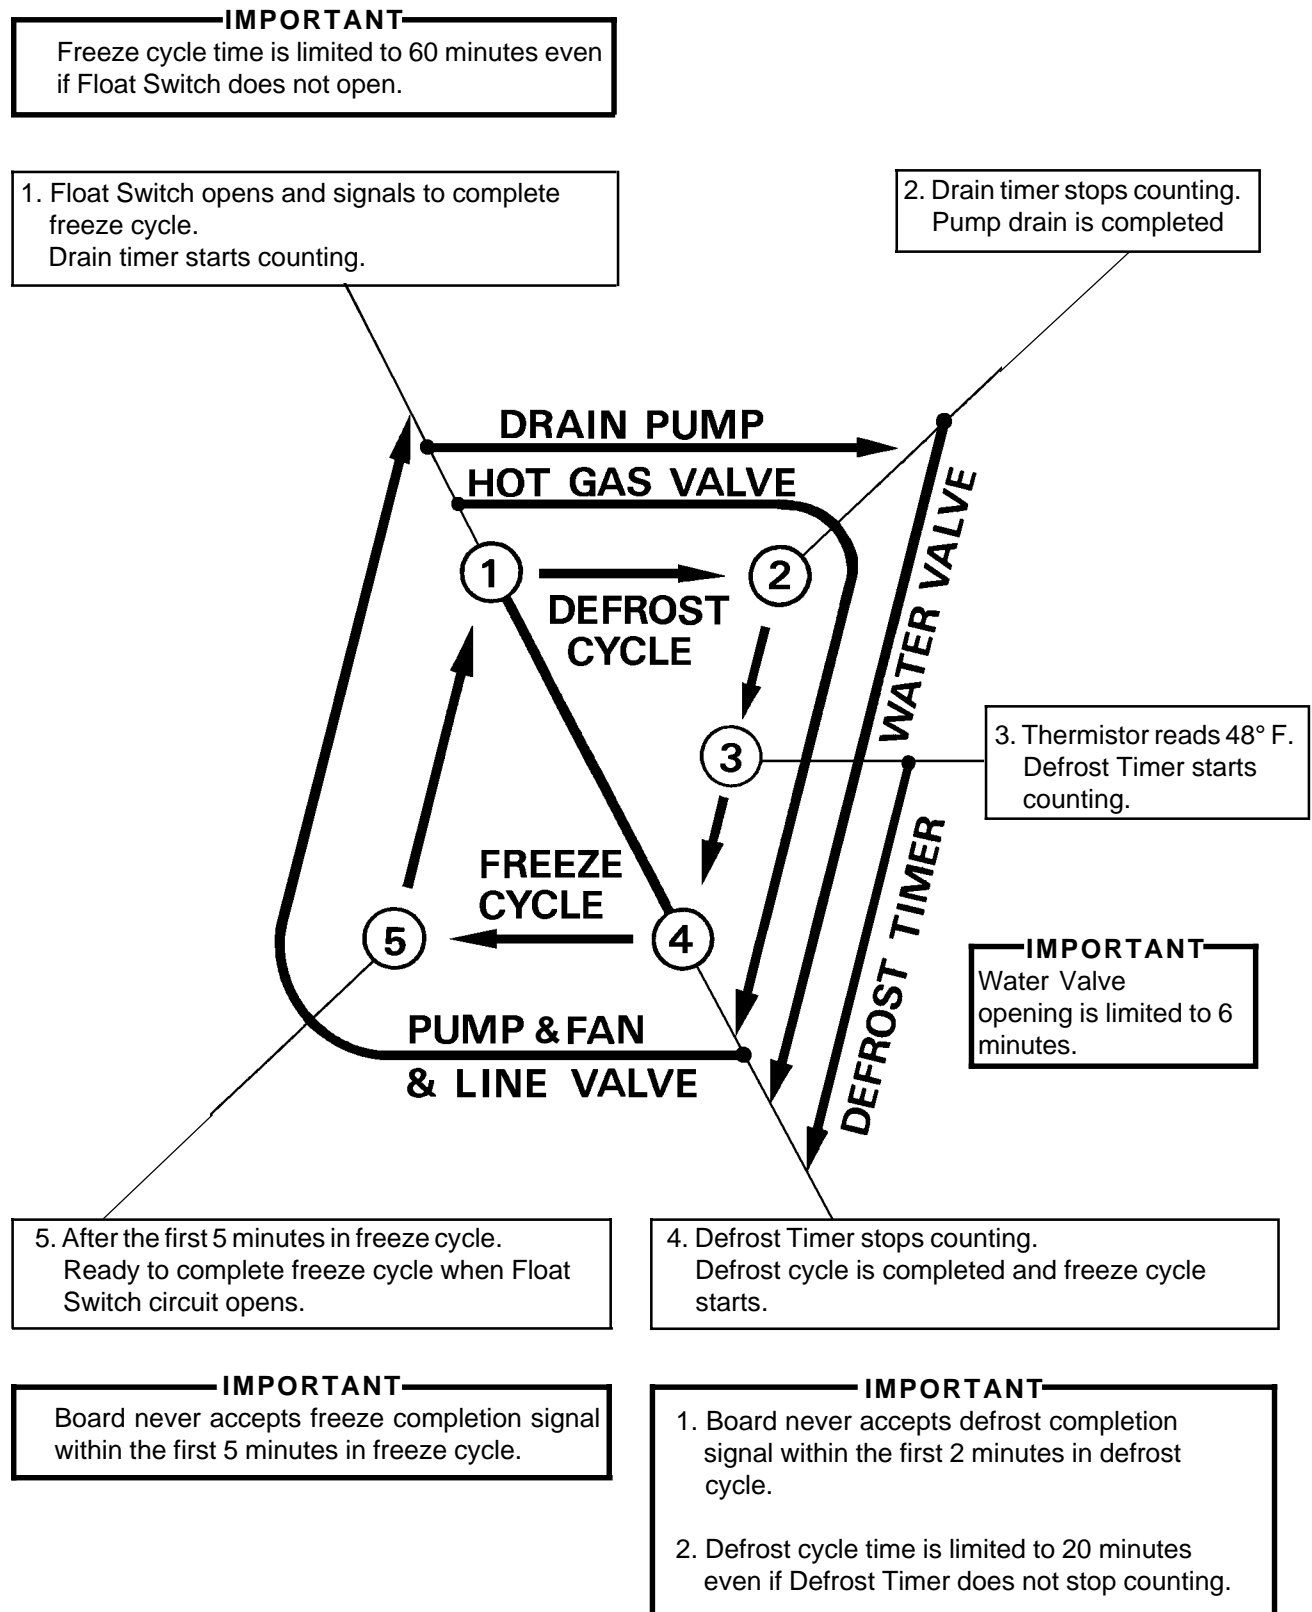 IMPORTANT
Freeze cycle time is limited to 60 minutes even
if Float Switch does not open.
1. Float Switch opens and signals to complete
freeze cycle.
Drain timer starts counting.
2. Drain timer stops counting.
Pump drain is completed
DRAIN PUMP
HOT GAS VALVE
WATER VALVE
1
2
DEFROST
CYCLE
3
3. Thermistor reads 48° F.
Defrost Timer starts
counting.
DEFROST TIMER
FREEZE
CYCLE
5
4
IMPORTANT
Water Valve
opening is limited to 6
minutes.
PUMP & FAN
& LINE VALVE
5. After the first 5 minutes in freeze cycle.
Ready to complete freeze cycle when Float
Switch circuit opens.
4. Defrost Timer stops counting.
Defrost cycle is completed and freeze cycle
starts.
IMPORTANT
Board never accepts freeze completion signal
within the first 5 minutes in freeze cycle.
IMPORTANT
1. Board never accepts defrost completion
signal within the first 2 minutes in defrost
cycle.
2. Defrost cycle time is limited to 20 minutes
even if Defrost Timer does not stop counting.